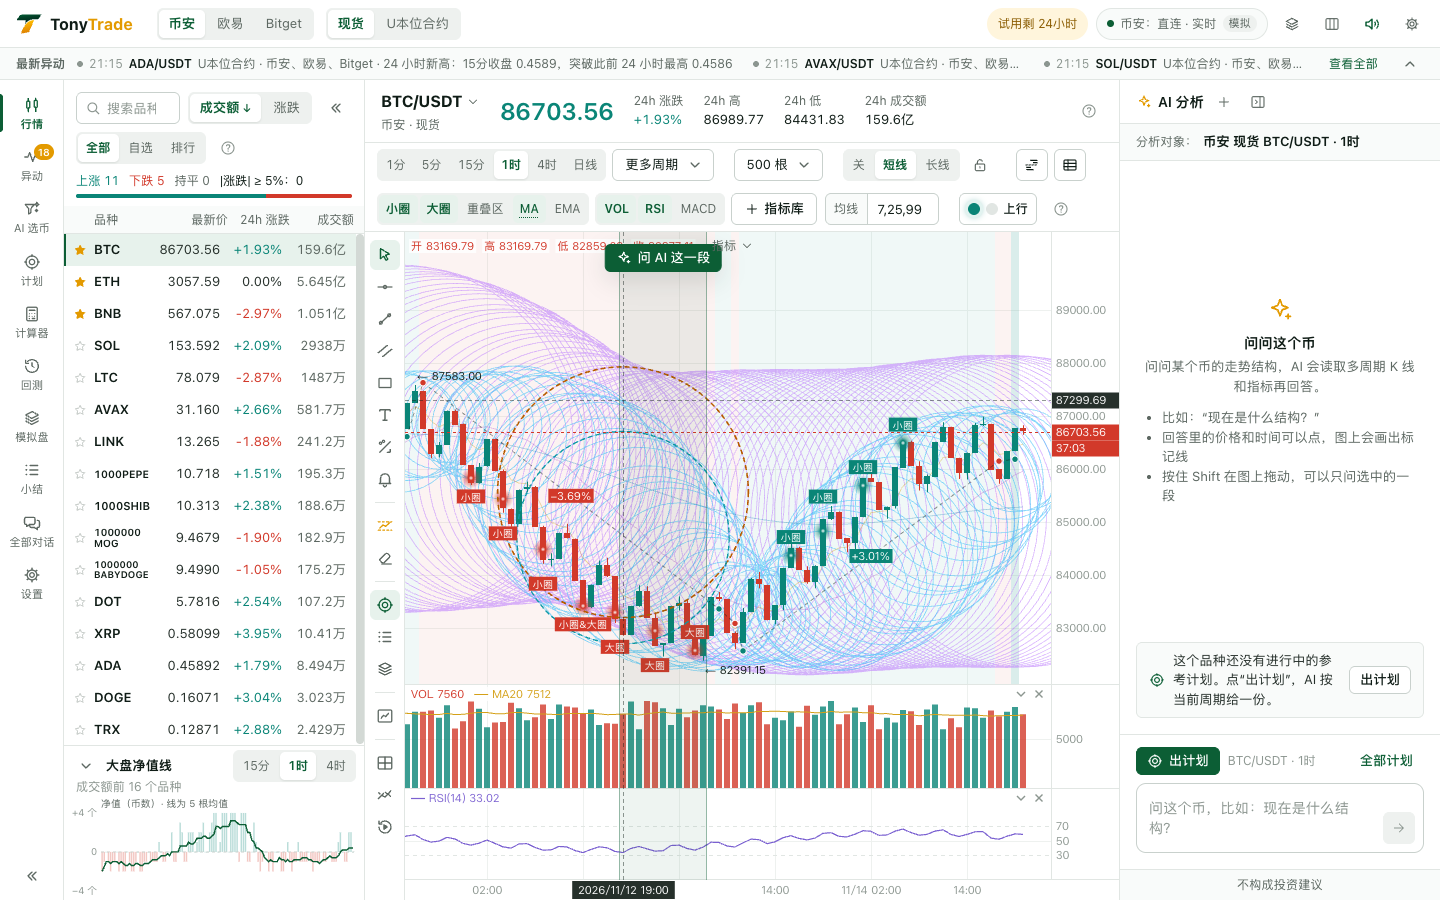 TonyTrade
币安 欧易 Bitget
现货 U本位合约
试用剩 24小时
币安：直连 · 实时 模拟
最新异动
21:15 ADA/USDT U本位合约 · 币安、欧易、Bitget · 24 小时新高：15分收盘 0.4589，突破此前 24 小时最高 0.4586
21:15 AVAX/USDT U本位合约 · 币安、欧易...
21:15 SOL/USDT U本位合约 · 币安、欧易...
查看全部
行情
18
异动
AI 选币
计划
计算器
回测
模拟盘
小结
全部对话
设置
搜索品种
成交额 ↓ 涨跌
全部 自选 排行
上涨 11 下跌 5 持平 0 |涨跌| ≥ 5%：0
品种 最新价 24h 涨跌 成交额
BTC 86703.56 +1.93% 159.6亿
ETH 3057.59 0.00% 5.645亿
BNB 567.075 -2.97% 1.051亿
SOL 153.592 +2.09% 2938万
LTC 78.079 -2.87% 1487万
AVAX 31.160 +2.66% 581.7万
LINK 13.265 -1.88% 241.2万
1000PEPE 10.718 +1.51% 195.3万
1000SHIB 10.313 +2.38% 188.6万
1000000
MOG 9.4679 -1.90% 182.9万
1000000
BABYDOGE 9.4990 -1.05% 175.2万
DOT 5.7816 +2.54% 107.2万
XRP 0.58099 +3.95% 10.41万
ADA 0.45892 +1.79% 8.494万
DOGE 0.16071 +3.04% 3.023万
TRX 0.12871 +2.88% 2.429万
大盘净值线
15分 1时 4时
成交额前 16 个品种
净值（币数）· 线为 5 根均值
+4 个
0
−4 个
BTC/USDT
币安 · 现货
86703.56
24h 涨跌
+1.93%
24h 高
86989.77
24h 低
84431.83
24h 成交额
159.6亿
1分 5分 15分 1时 4时 日线
更多周期
500 根
关 短线 长线
小圈 大圈 重叠区 MA EMA
VOL RSI MACD
指标库
均线 7,25,99
上行
开 83169.79 高 83169.79
指标
问 AI 这一段
87583.00
−3.69%
小圈
小圈
小圈
小圈&大圈
大圈
大圈
大圈
82391.15
小圈
小圈
小圈
小圈
+3.01%
89000.00
88000.00
87299.69
87000.00
86703.56
37:03
86000.00
85000.00
84000.00
83000.00
VOL 7560 MA20 7512
5000
RSI(14) 33.02
70
50
30
02:00
2026/11/12 19:00
14:00
11/14 02:00
14:00
AI 分析
分析对象： 币安 现货 BTC/USDT · 1时
问问这个币
问问某个币的走势结构，AI 会读取多周期 K 线
和指标再回答。
比如：“现在是什么结构？”
回答里的价格和时间可以点，图上会画出标
记线
按住 Shift 在图上拖动，可以只问选中的一
段
这个品种还没有进行中的参
考计划。点“出计划”，AI 按
当前周期给一份。
出计划
出计划
BTC/USDT · 1时
全部计划
问这个币，比如：现在是什么结
构？
不构成投资建议